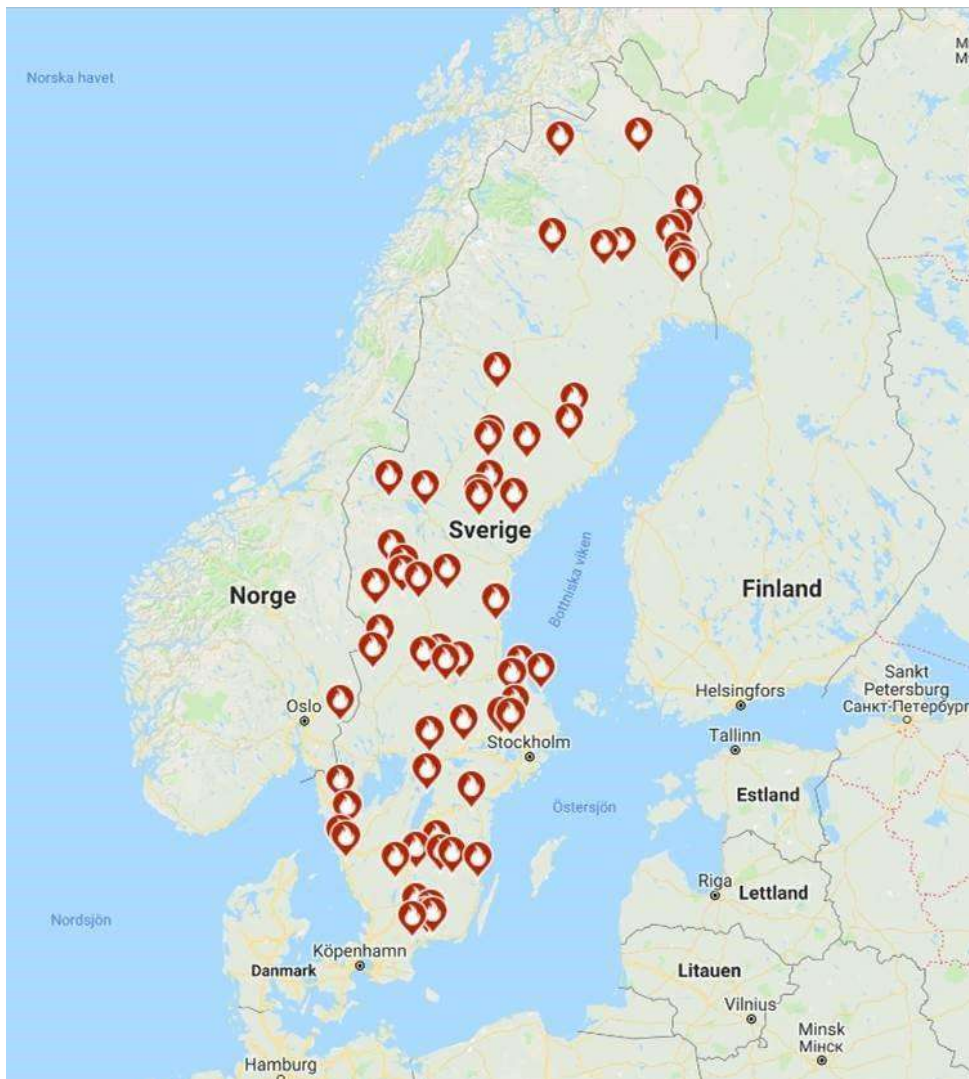 М
Му
Norska havet
Sverige
Bottniska viken
Norge
Finland
Sankt
Petersburg
Санкт-Петербург
Helsingfors
Oslo
Tallinn
Stockholm
Estland
Östersjön
Riga
Lettland
Nordsjön
Köpenhamn
Danmark
Litauen
Vilnius
Minsk
Мінск
Hamburg